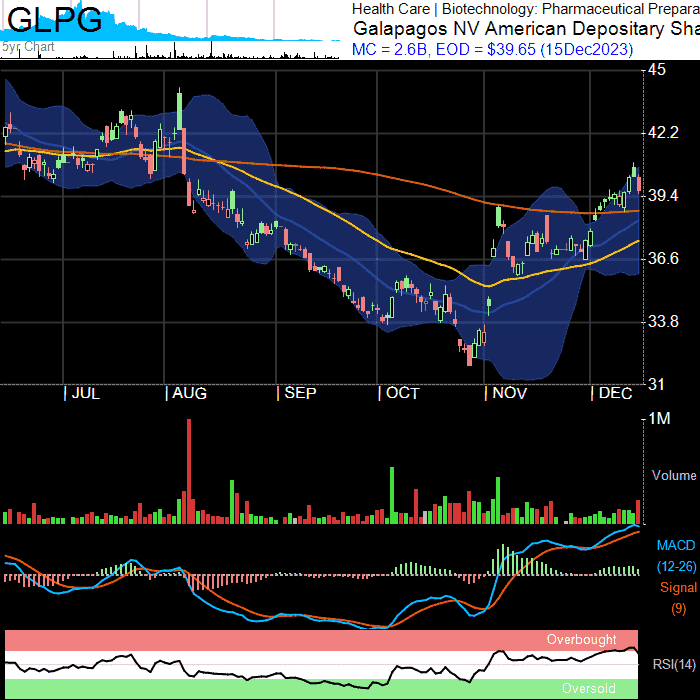 GLPG
5yr Chart
Health Care | Biotechnology: Pharmaceutical Prepara
Galapagos NV American Depositary Sha
MC = 2.6B, EOD = $39.65 (15Dec2023)
45
42.2
39.4
36.6
33.8
31
| JUL | AUG | SEP | OCT | NOV | DEC
1M
Volume
MACD
(12-26)
Signal
(9)
Overbought
RSI(14)
Oversold